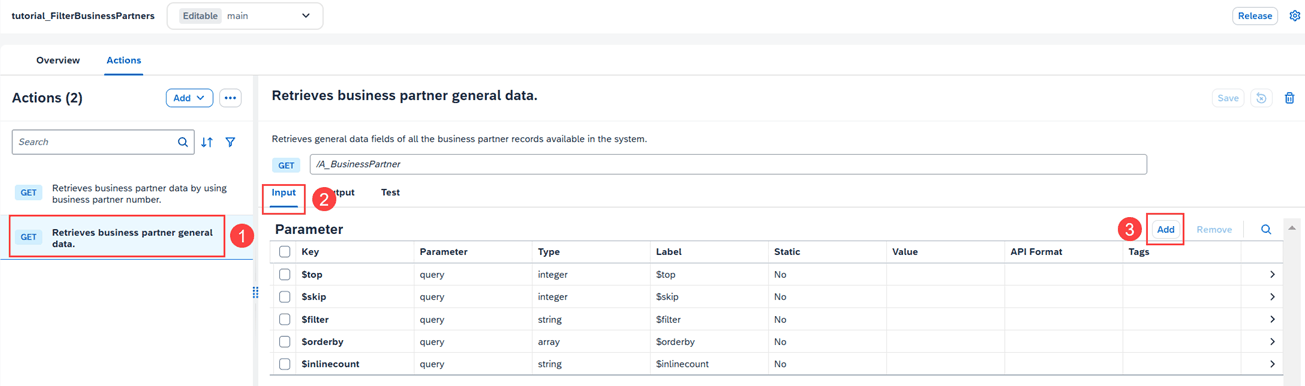 tutorial_FilterBusinessPartners Editable main Release
Overview Actions
Actions (2) Add ...
Search
GET Retrieves business partner data by using
business partner number.
GET Retrieves business partner general
data.
1
Retrieves business partner general data.
Save
Retrieves general data fields of all the business partner records available in the system.
GET /A_BusinessPartner
Input 2 tput Test
Parameter 3 Add Remove
Key Parameter Type Label Static Value API Format Tags
$top query integer $top No
$skip query integer $skip No
$filter query string $filter No
$orderby query array $orderby No
$inlinecount query string $inlinecount No